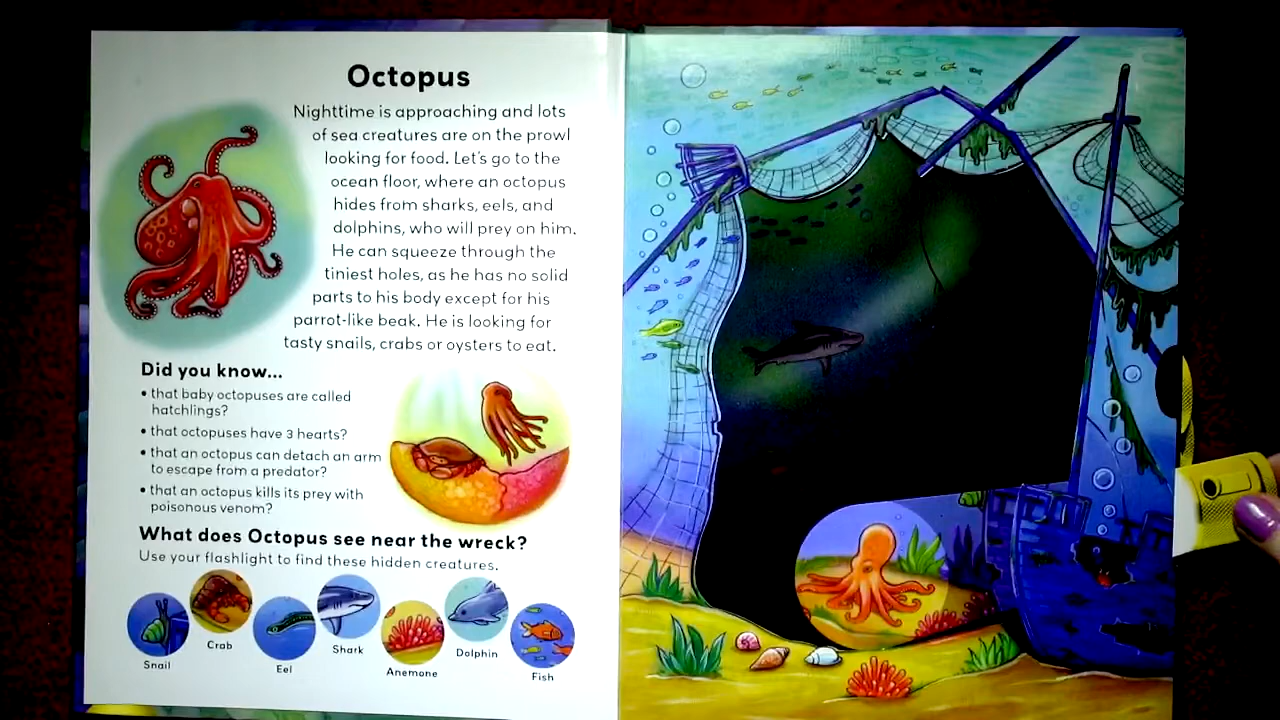 Octopus
Nighttime is approaching and lots
of sea creatures are on the prowl
looking for food. Let's go to the
ocean floor, where an octopus
hides from sharks, eels, and
dolphins, who will prey on him.
He can squeeze through the
tiniest holes, as he has no solid
parts to his body except for his
parrot-like beak. He is looking for
tasty snails, crabs or oysters to eat.
Did you know...
• that baby octopuses are called
hatchlings?
• that octopuses have 3 hearts?
• that an octopus can detach an arm
to escape from a predator?
• that an octopus kills its prey with
poisonous venom?
What does Octopus see near the wreck?
Use your flashlight to find these hidden creatures.
Snail
Crab
Eel
Shark
Anemone
Dolphin
Fish